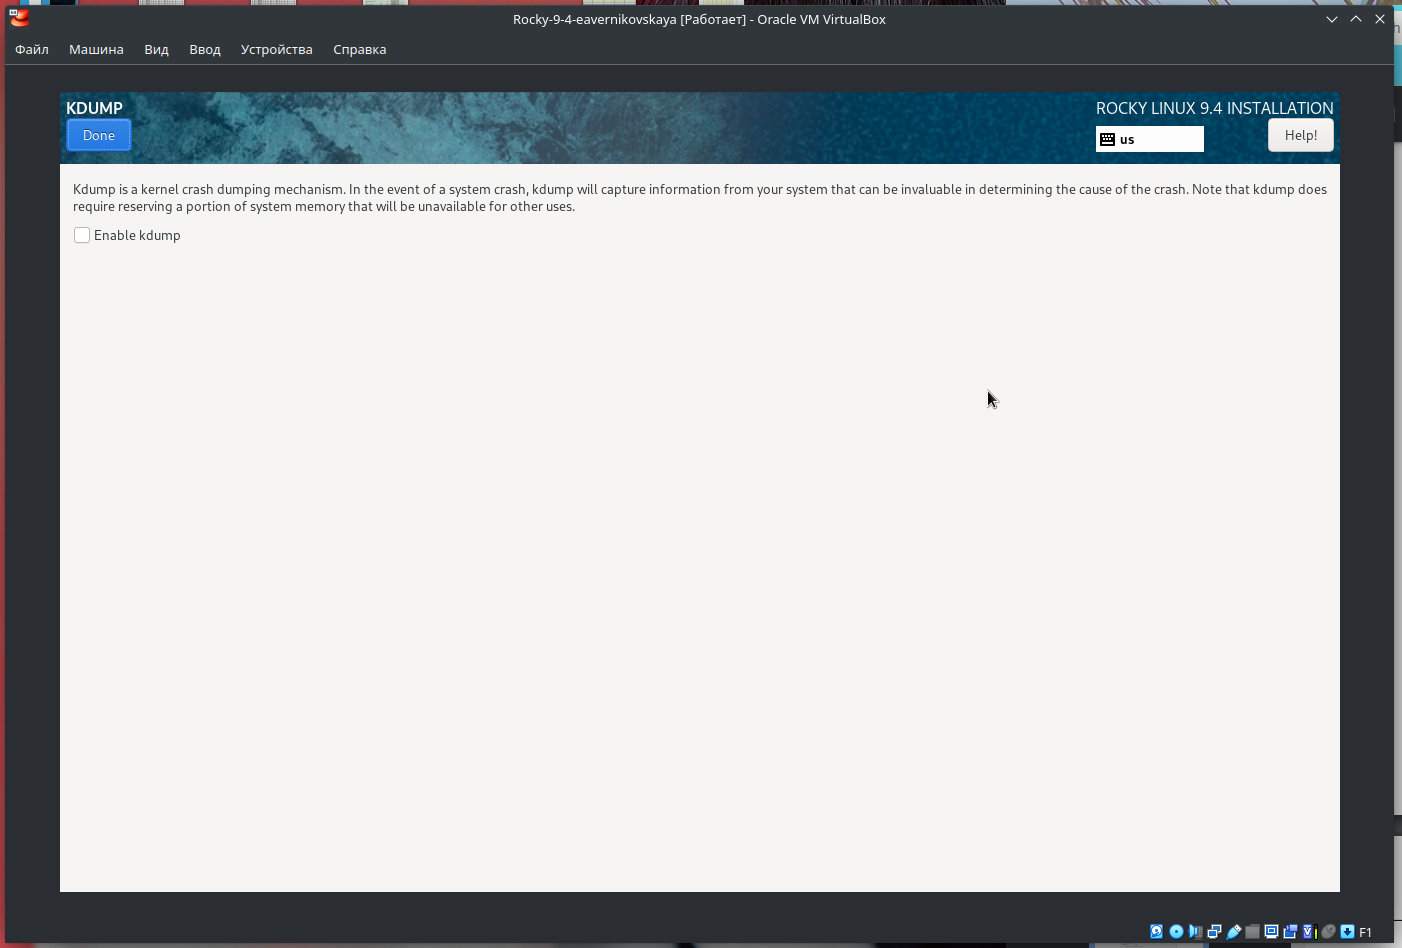 Rocky-9-4-eavernikovskaya [Работает] - Oracle VM VirtualBox
Файл Машина Вид Ввод Устройства Справка
KDUMP
ROCKY LINUX 9.4 INSTALLATION
Done
us
Help!
Kdump is a kernel crash dumping mechanism. In the event of a system crash, kdump will capture information from your system that can be invaluable in determining the cause of the crash. Note that kdump does
require reserving a portion of system memory that will be unavailable for other uses.
Enable kdump
F1